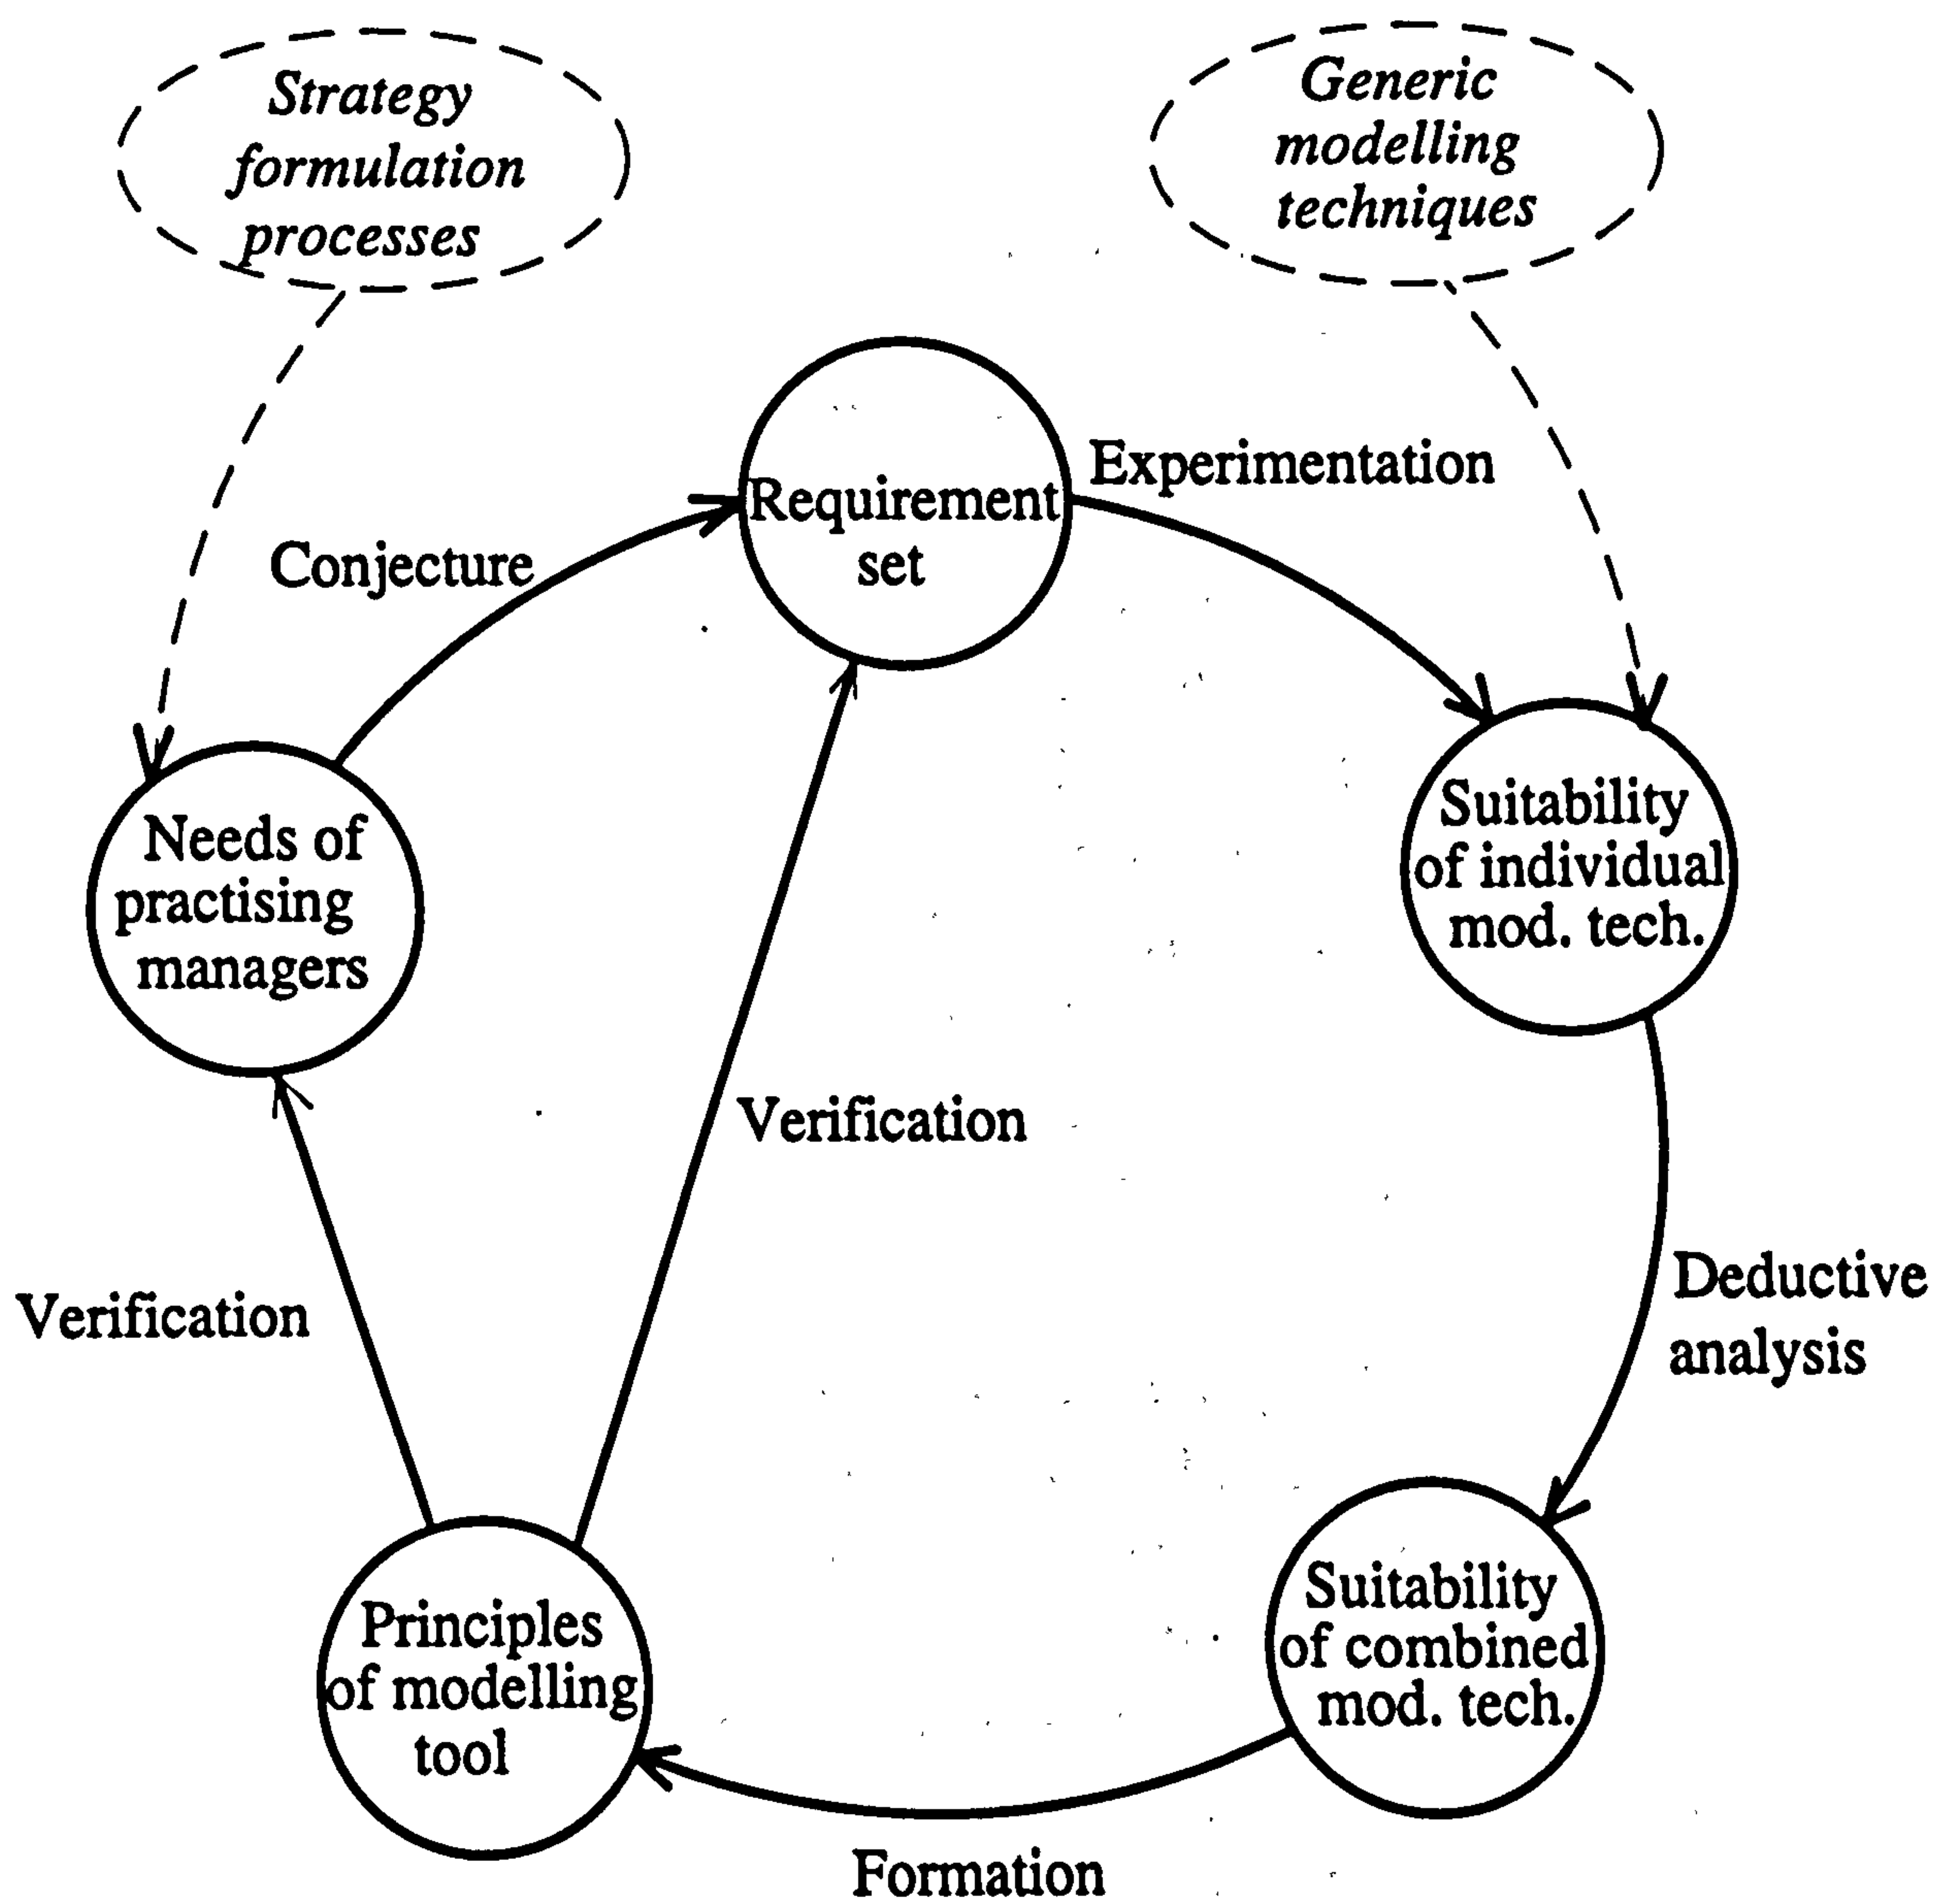 Strategy
formulation
processes
Generic
modelling
techniques
Requirement
set
Experimentation
Conjecture
Needs of
practising
managers
Suitability
of individual
mod. tech.
Verification
Verification
Deductive
analysis
Principles
of modelling
tool
Suitability
of combined
mod. tech.
Formation